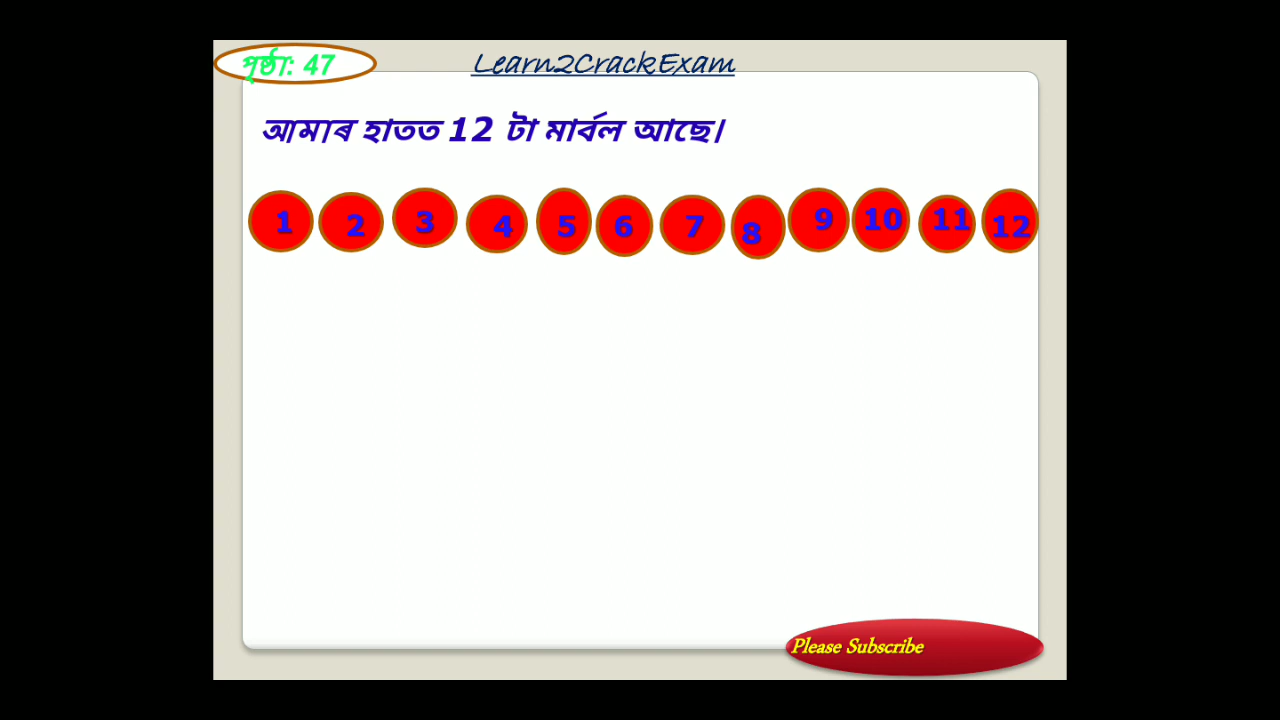 পৃষ্ঠা: 47
Learn2CrackExam
আমাৰ হাতত 12 টা মাৰ্বল আছে।
1 2 3 4 5 6 7 8 9 10 11 12
Please Subscribe